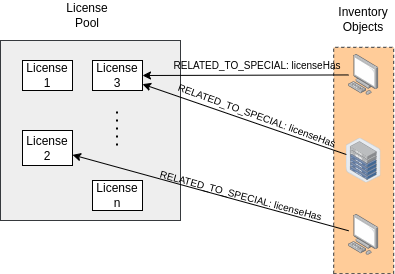 License
Pool
Inventory
Objects
License
1
License
3
RELATED_TO_SPECIAL: licenseHas
RELATED_TO_SPECIAL: licenseHas
License
2
RELATED_TO_SPECIAL: licenseHas
License
n